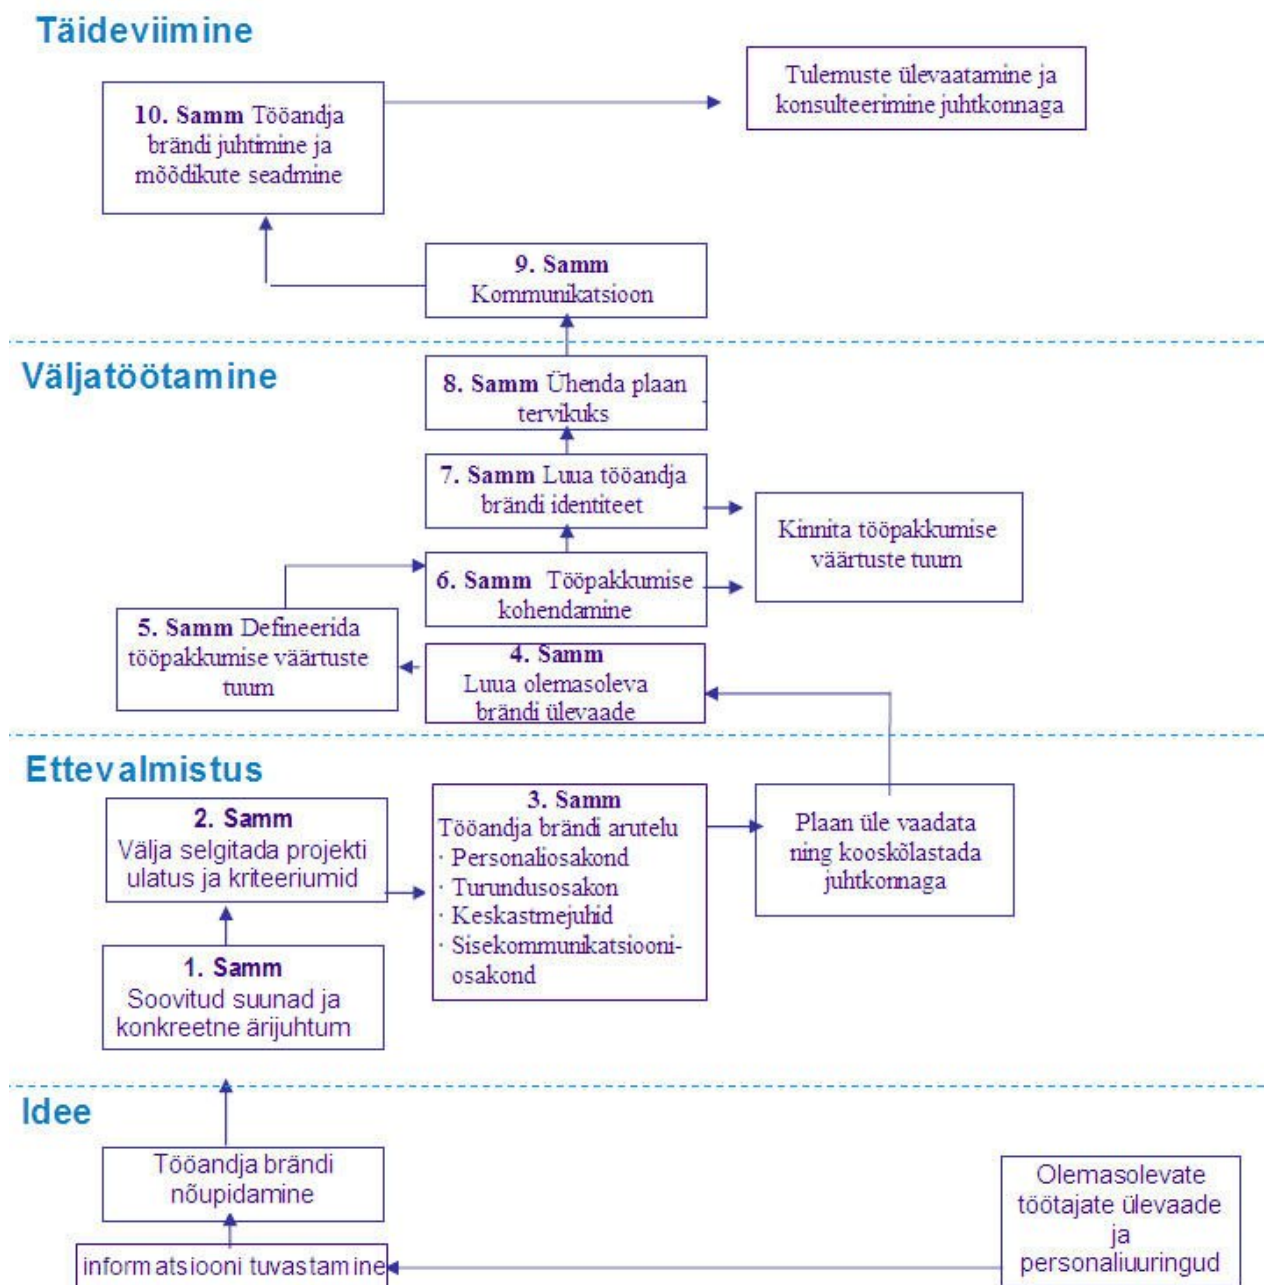 Täideviimine
10. Samm Tööandja
brändi juhtimine ja
mõõdikute seadmine
Tulemuste ülevaatamine ja
konsulteerimine juhtkonnaga
9. Samm
Kommunikatsioon
Väljatöötamine
8. Samm Ühenda plaan
tervikuks
7. Samm Luua tööandja
brändi identiteet
Kinnita tööpakkumise
väärtuste tuum
6. Samm Tööpakkumise
kohendamine
5. Samm Defineerida
tööpakkumise väärtuste
tuum
4. Samm
Luua olemasoleva
brändi ülevaade
Ettevalmistus
2. Samm
Välja selgitada projekti
ulatus ja kriteeriumid
3. Samm
Tööandja brändi arutelu
· Personaliosakond
· Turundusosakon
· Keskastmejuhid
· Sisekommunikatsiooni-
osakond
Plaan üle vaadata
ning kooskõlastada
juhtkonnaga
1. Samm
Soovitud suunad ja
konkreetne ärijuhtum
Idee
Tööandja brändi
nõupidamine
informatsiooni tuvastamine
Olemasolevate
töötajate ülevaade
ja
personaliuuringud